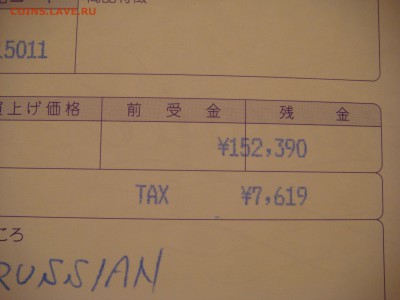 COINS.LAVE.RU
15011
上げ価格 前受金 残金
¥152,390
TAX ¥7,619
ころ
RUSSIAN